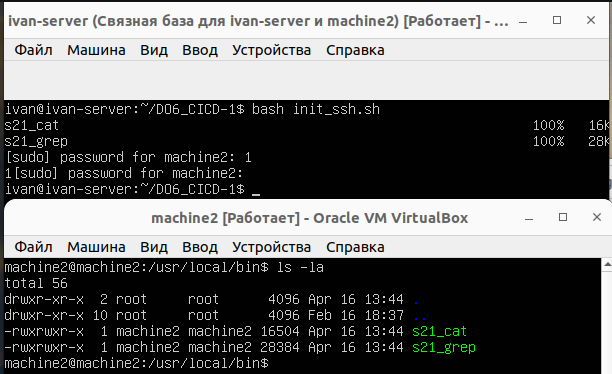 ivan-server (Связная база для ivan-server и machine2) [Работает] - ...
Файл Машина Вид Ввод Устройства Справка
ivan@ivan-server:~/DO6_CICD-1$ bash init_ssh.sh
s21_cat 100% 16K
s21_grep 100% 28K
[sudo] password for machine2: 1
1[sudo] password for machine2:
ivan@ivan-server:~/DO6_CICD-1$ _
machine2 [Работает] - Oracle VM VirtualBox
Файл Машина Вид Ввод Устройства Справка
machine2@machine2:/usr/local/bin$ ls -la
total 56
drwxr-xr-x 2 root root 4096 Apr 16 13:44 .
drwxr-xr-x 10 root root 4096 Feb 16 18:37 ..
-rwxrwxr-x 1 machine2 machine2 16504 Apr 16 13:44 s21_cat
-rwxrwxr-x 1 machine2 machine2 28384 Apr 16 13:44 s21_grep
machine2@machine2:/usr/local/bin$